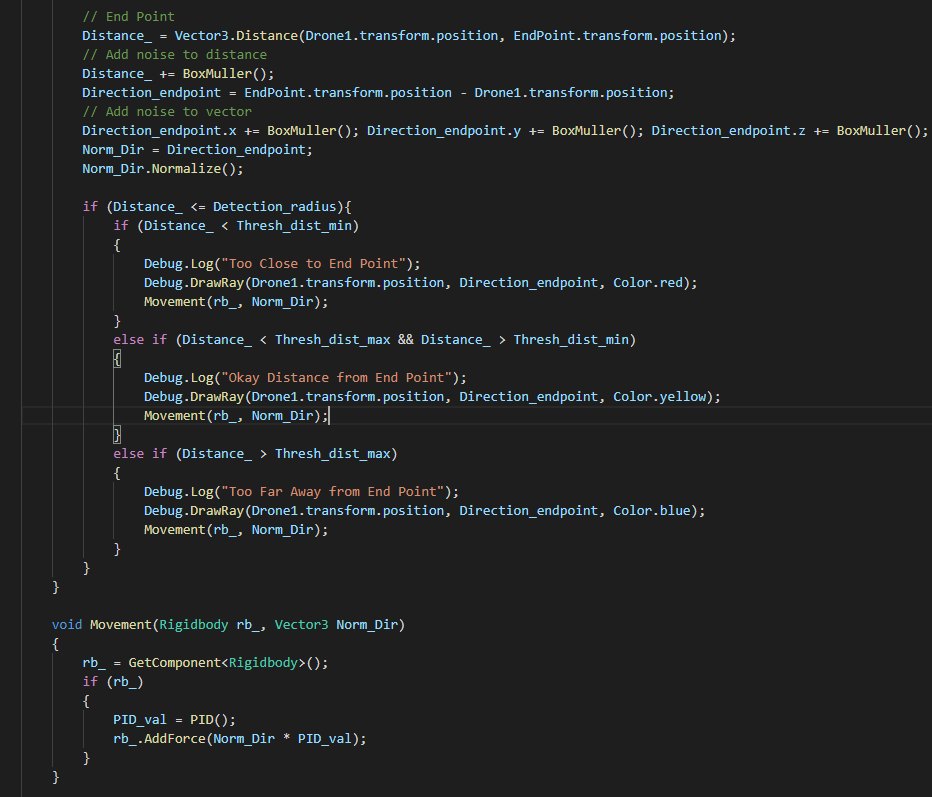 // End Point
Distance_ = Vector3.Distance(Drone1.transform.position, EndPoint.transform.position);
// Add noise to distance
Distance_ += BoxMuller();
Direction_endpoint = EndPoint.transform.position - Drone1.transform.position;
// Add noise to vector
Direction_endpoint.x += BoxMuller(); Direction_endpoint.y += BoxMuller(); Direction_endpoint.z += BoxMuller();
Norm_Dir = Direction_endpoint;
Norm_Dir.Normalize();
if (Distance_ <= Detection_radius){
if (Distance_ < Thresh_dist_min)
{
Debug.Log("Too Close to End Point");
Debug.DrawRay(Drone1.transform.position, Direction_endpoint, Color.red);
Movement(rb_, Norm_Dir);
}
else if (Distance_ < Thresh_dist_max && Distance_ > Thresh_dist_min)
{
Debug.Log("Okay Distance from End Point");
Debug.DrawRay(Drone1.transform.position, Direction_endpoint, Color.yellow);
Movement(rb_, Norm_Dir);
}
else if (Distance_ > Thresh_dist_max)
{
Debug.Log("Too Far Away from End Point");
Debug.DrawRay(Drone1.transform.position, Direction_endpoint, Color.blue);
Movement(rb_, Norm_Dir);
}
}
}
void Movement(Rigidbody rb_, Vector3 Norm_Dir)
{
rb_ = GetComponent<Rigidbody>();
if (rb_)
{
PID_val = PID();
rb_.AddForce(Norm_Dir * PID_val);
}
}